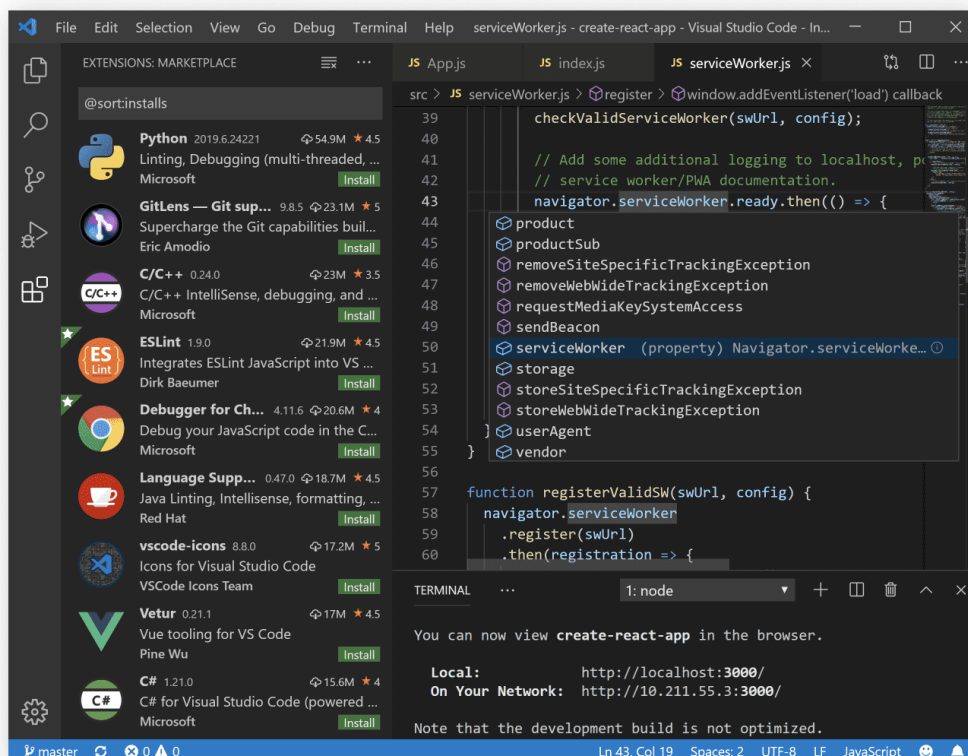 File Edit Selection View Go Debug Terminal Help serviceWorker.js - create-react-app - Visual Studio Code - In...
EXTENSIONS: MARKETPLACE
@sort:installs
Python 2019.6.24221 54.9M ★ 4.5
Linting, Debugging (multi-threaded, ...
Microsoft Install
GitLens — Git sup... 9.8.5 23.1M ★ 5
Supercharge the Git capabilities buil...
Eric Amodio Install
C/C++
C/C++ 0.24.0 23M ★ 3.5
C/C++ IntelliSense, debugging, and ...
Microsoft Install
ES Lint
ESLint 1.9.0 21.9M ★ 4.5
Integrates ESLint JavaScript into VS ...
Dirk Baeumer Install
Debugger for Ch... 4.11.6 20.6M ★ 4
Debug your JavaScript code in the C...
Microsoft Install
Language Supp... 0.47.0 18.7M ★ 4.5
Java Linting, Intellisense, formatting, ...
Red Hat Install
vscode-icons 8.8.0 17.2M ★ 5
Icons for Visual Studio Code
VSCode Icons Team Install
Vetur 0.21.1 17M ★ 4.5
Vue tooling for VS Code
Pine Wu Install
C#
C# 1.21.0 15.6M ★ 4
C# for Visual Studio Code (powered ...
Microsoft Install
JS App.js JS index.js JS serviceWorker.js ...
src > JS serviceWorker.js > register > window.addEventListener('load') callback
39 checkValidServiceWorker(swUrl, config);
40
41 // Add some additional logging to localhost, po
42 // service worker/PWA documentation.
43 navigator.serviceWorker.ready.then(() => {
44 product
45 productSub
46 removeSiteSpecificTrackingException
47 removeWebWideTrackingException
48 requestMediaKeySystemAccess
49 sendBeacon
50 serviceWorker (property) Navigator.serviceWorke...
51 storage
52 storeSiteSpecificTrackingException
53 storeWebWideTrackingException
54 } userAgent
55 } vendor
56
57 function registerValidSW(swUrl, config) {
58 navigator.serviceWorker
59 .register(swUrl)
60 .then(registration => {
TERMINAL ... 1: node
You can now view create-react-app in the browser.
Local: http://localhost:3000/
On Your Network: http://10.211.55.3:3000/
Note that the development build is not optimized.
master 0 0 Ln 43, Col 19 Spaces: 2 UTF-8 LF JavaScript